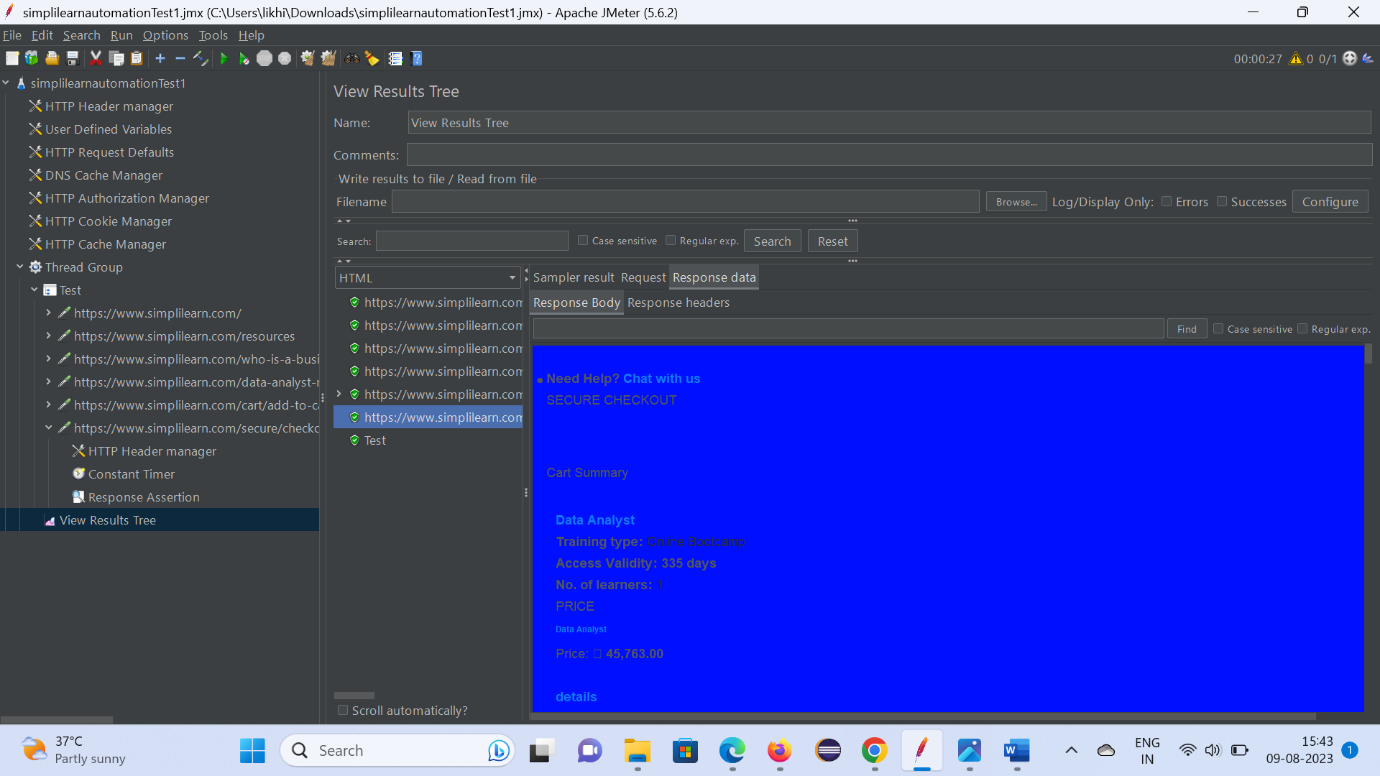 simplilearnautomationTest1.jmx (C:\Users\likhi\Downloads\simplilearnautomationTest1.jmx) - Apache JMeter (5.6.2)
File Edit Search Run Options Tools Help
00:00:27 0 0/1
simplilearnautomationTest1
HTTP Header manager
User Defined Variables
HTTP Request Defaults
DNS Cache Manager
HTTP Authorization Manager
HTTP Cookie Manager
HTTP Cache Manager
Thread Group
Test
https://www.simplilearn.com/
https://www.simplilearn.com/resources
https://www.simplilearn.com/who-is-a-busi
https://www.simplilearn.com/data-analyst-
https://www.simplilearn.com/cart/add-to-c
https://www.simplilearn.com/secure/checko
HTTP Header manager
Constant Timer
Response Assertion
View Results Tree
View Results Tree
Name: View Results Tree
Comments:
Write results to file / Read from file
Filename Browse... Log/Display Only: Errors Successes Configure
Search: Case sensitive Regular exp. Search Reset
HTML
https://www.simplilearn.com
https://www.simplilearn.com
https://www.simplilearn.com
https://www.simplilearn.com
https://www.simplilearn.com
https://www.simplilearn.com
Test
Scroll automatically?
Sampler result Request Response data
Response Body Response headers
Find Case sensitive Regular exp.
Need Help? Chat with us
SECURE CHECKOUT
Cart Summary
Data Analyst
Training type: Online Bootcamp
Access Validity: 335 days
No. of learners: 1
PRICE
Data Analyst
Price: 45,763.00
details
37°C
Partly sunny
Search
ENG
IN
15:43
09-08-2023
1